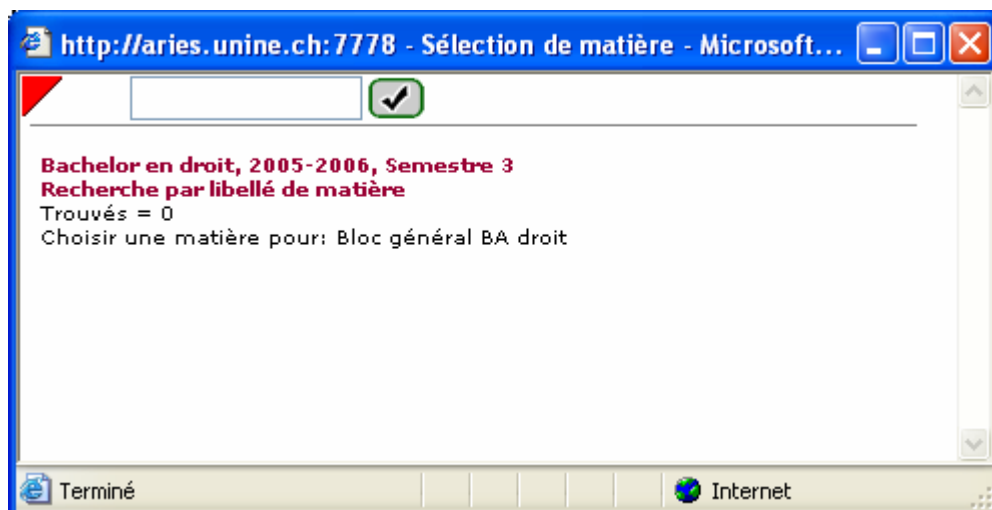 http://aries.unine.ch:7778 - Sélection de matière - Microsoft...
Bachelor en droit, 2005-2006, Semestre 3
Recherche par libellé de matière
Trouvés = 0
Choisir une matière pour: Bloc général BA droit
Terminé
Internet